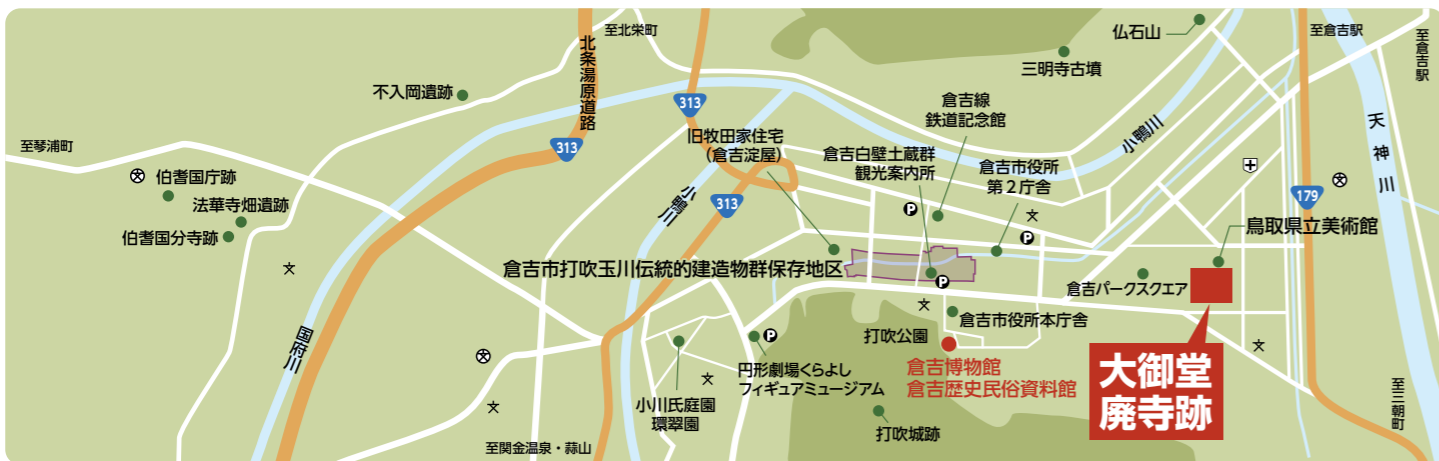 至北栄町
北条湯原道路
仏石山
至倉吉駅
至倉吉駅
三明寺古墳
不入岡遺跡
313
倉吉線
鉄道記念館
小鴨川
天神川
至琴浦町
313
旧牧田家住宅
（倉吉淀屋）
倉吉白壁土蔵群
観光案内所
倉吉市役所
第２庁舎
伯耆国庁跡
法華寺畑遺跡
伯耆国分寺跡
小鴨川
313
P
文
P
179
鳥取県立美術館
文
倉吉市打吹玉川伝統的建造物群保存地区
P
倉吉パークスクエア
文
倉吉市役所本庁舎
国府川
P
打吹公園
文
円形劇場くらよし
フィギュアミュージアム
倉吉博物館
倉吉歴史民俗資料館
大御堂
廃寺跡
文
小川氏庭園
環翠園
文
打吹城跡
至三朝町
至関金温泉・蒜山